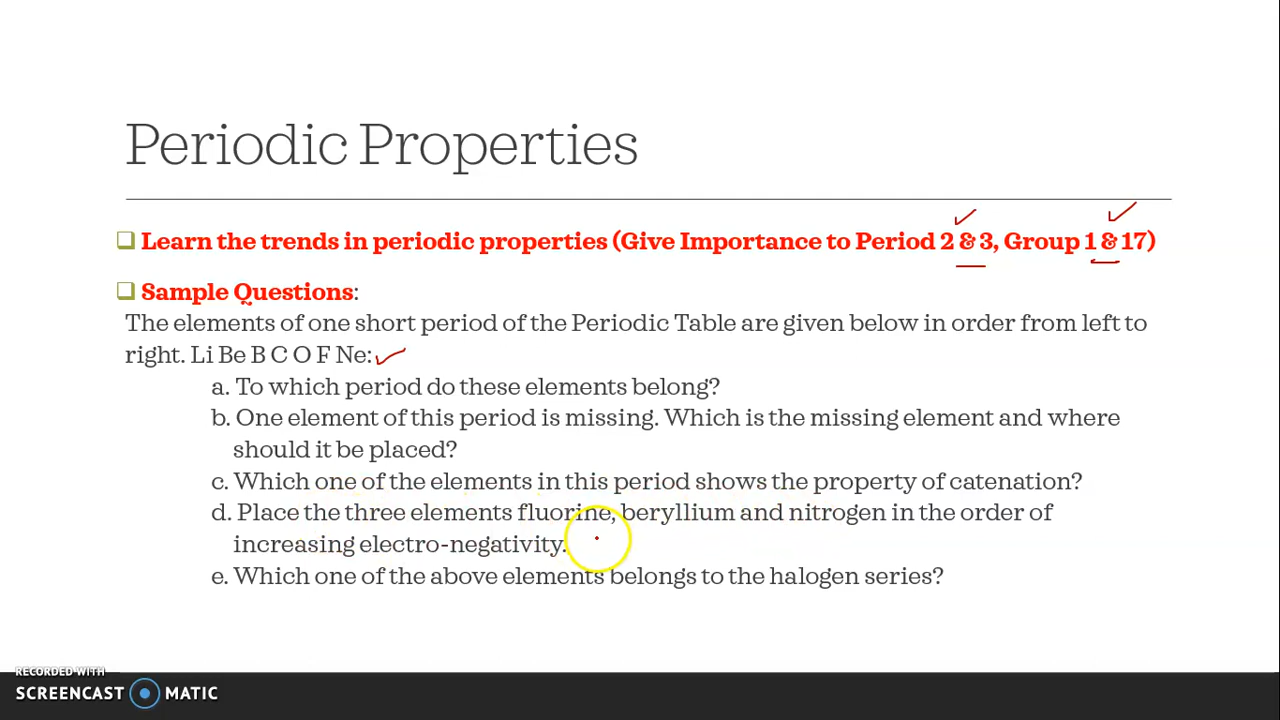 Periodic Properties
Learn the trends in periodic properties (Give Importance to Period 2 & 3, Group 1 & 17)
Sample Questions:
The elements of one short period of the Periodic Table are given below in order from left to
right. Li Be B C O F Ne:
a. To which period do these elements belong?
b. One element of this period is missing. Which is the missing element and where
should it be placed?
c. Which one of the elements in this period shows the property of catenation?
d. Place the three elements fluorine, beryllium and nitrogen in the order of
increasing electro-negativity.
e. Which one of the above elements belongs to the halogen series?
RECORDED WITH
SCREENCAST MATIC